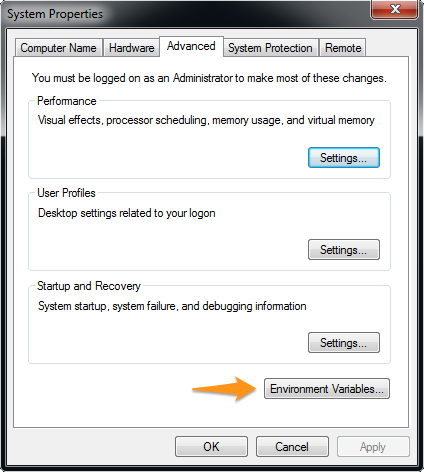 System Properties
Computer Name Hardware Advanced System Protection Remote
You must be logged on as an Administrator to make most of these changes.
Performance
Visual effects, processor scheduling, memory usage, and virtual memory
Settings...
User Profiles
Desktop settings related to your logon
Settings...
Startup and Recovery
System startup, system failure, and debugging information
Settings...
Environment Variables...
OK Cancel Apply